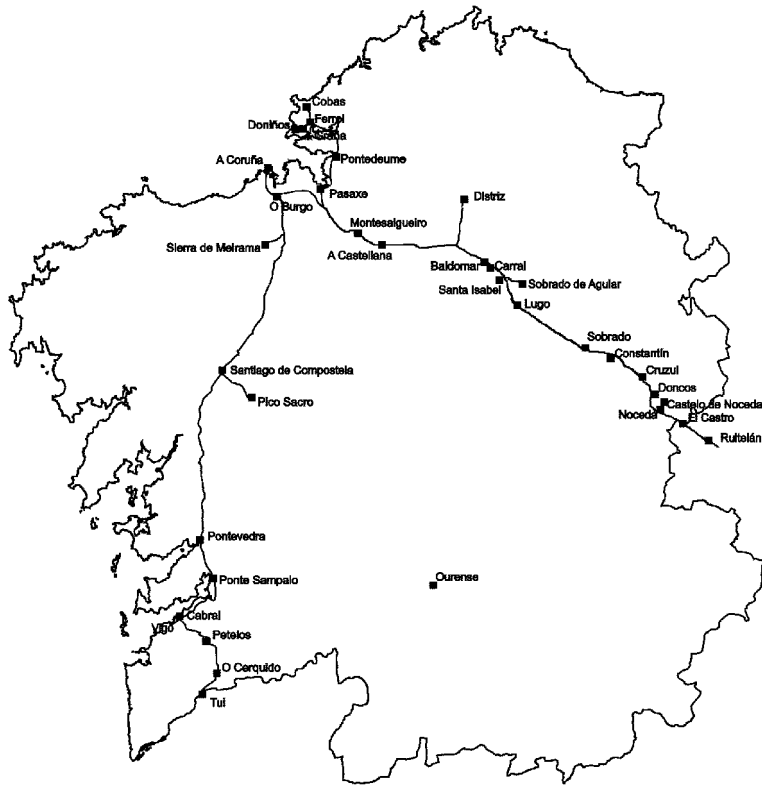 Cobas
Ferrol
Doniños
A Graña
Pontedeume
A Coruña
Pasaxe
Distriz
O Burgo
Montesalgueiro
Sierra de Meirama
A Castellana
Baldomar
Carral
Santa Isabel
Sobrado de Aguiar
Lugo
Sobrado
Constantín
Cruzul
Santiago de Compostela
Doncos
Pico Sacro
Castelo de Noceda
Noceda
El Castro
Ruitelán
Pontevedra
Ponte Sampaio
Ourense
Cabral
Vigo
Petelos
O Cerquido
Tui